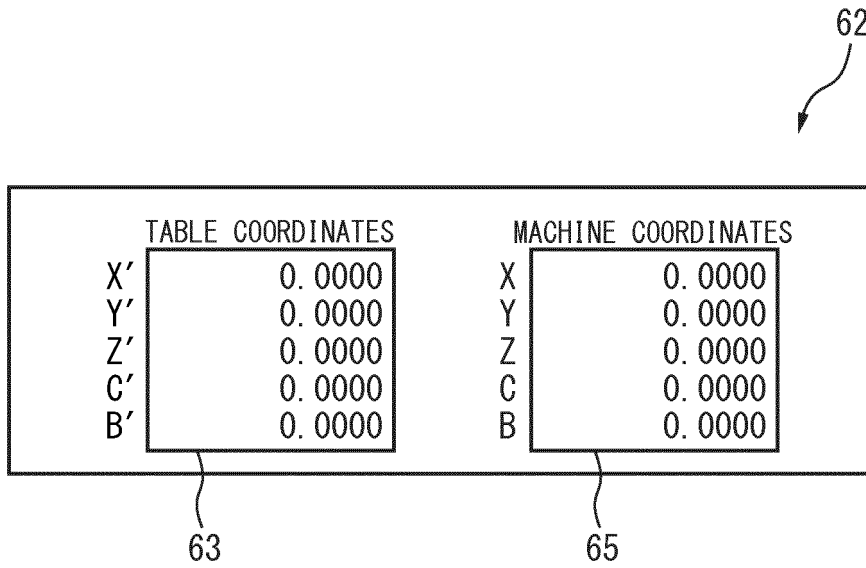 62
TABLE COORDINATES MACHINE COORDINATES
X' 0.0000 X 0.0000
Y' 0.0000 Y 0.0000
Z' 0.0000 Z 0.0000
C' 0.0000 C 0.0000
B' 0.0000 B 0.0000
63 65